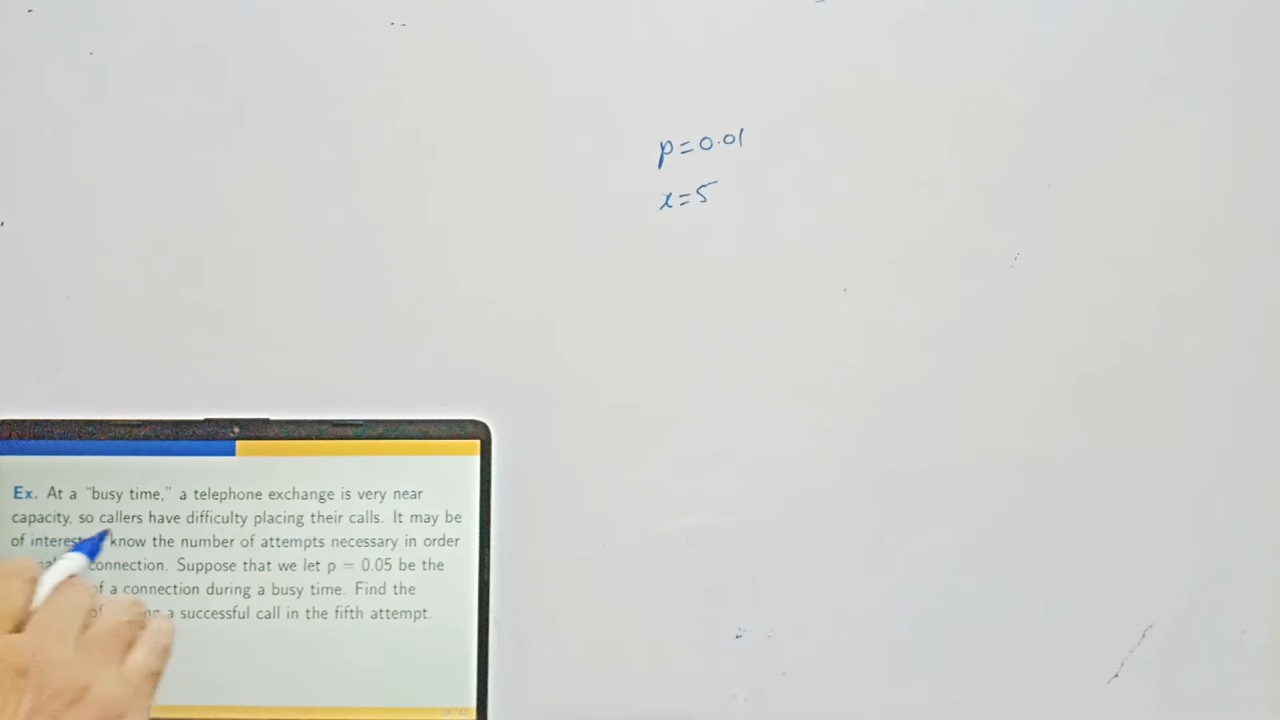 p=0.01
x=5
Ex. At a "busy time," a telephone exchange is very near
capacity, so callers have difficulty placing their calls. It may be
of interest know the number of attempts necessary in order
connection. Suppose that we let p = 0.05 be the
of a connection during a busy time. Find the
a successful call in the fifth attempt.